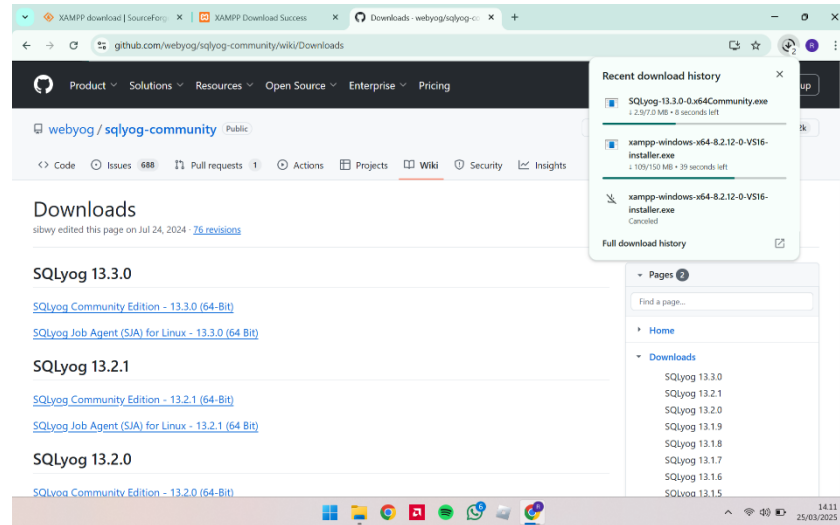 XAMPP download | SourceForg
XAMPP Download Success
Downloads · webyog/sqlyog-co
github.com/webyog/sqlyog-community/wiki/Downloads
2
R
Product
Solutions
Resources
Open Source
Enterprise
Pricing
up
Recent download history
SQLyog-13.3.0-0.x64Community.exe
↓ 2.9/7.0 MB • 8 seconds left
xampp-windows-x64-8.2.12-0-VS16-
installer.exe
↓ 109/150 MB • 39 seconds left
xampp-windows-x64-8.2.12-0-VS16-
installer.exe
Canceled
Full download history
webyog / sqlyog-community Public
Code
Issues 688
Pull requests 1
Actions
Projects
Wiki
Security
Insights
Downloads
sibwy edited this page on Jul 24, 2024 · 76 revisions
SQLyog 13.3.0
SQLyog Community Edition - 13.3.0 (64-Bit)
SQLyog Job Agent (SJA) for Linux - 13.3.0 (64 Bit)
SQLyog 13.2.1
SQLyog Community Edition - 13.2.1 (64-Bit)
SQLyog Job Agent (SJA) for Linux - 13.2.1 (64 Bit)
SQLyog 13.2.0
SQLyog Community Edition - 13.2.0 (64-Bit)
Pages 2
Find a page...
Home
Downloads
SQLyog 13.3.0
SQLyog 13.2.1
SQLyog 13.2.0
SQLyog 13.1.9
SQLyog 13.1.8
SQLyog 13.1.7
SQLyog 13.1.6
SQLyog 13.1.5
6
14.11
25/03/2025